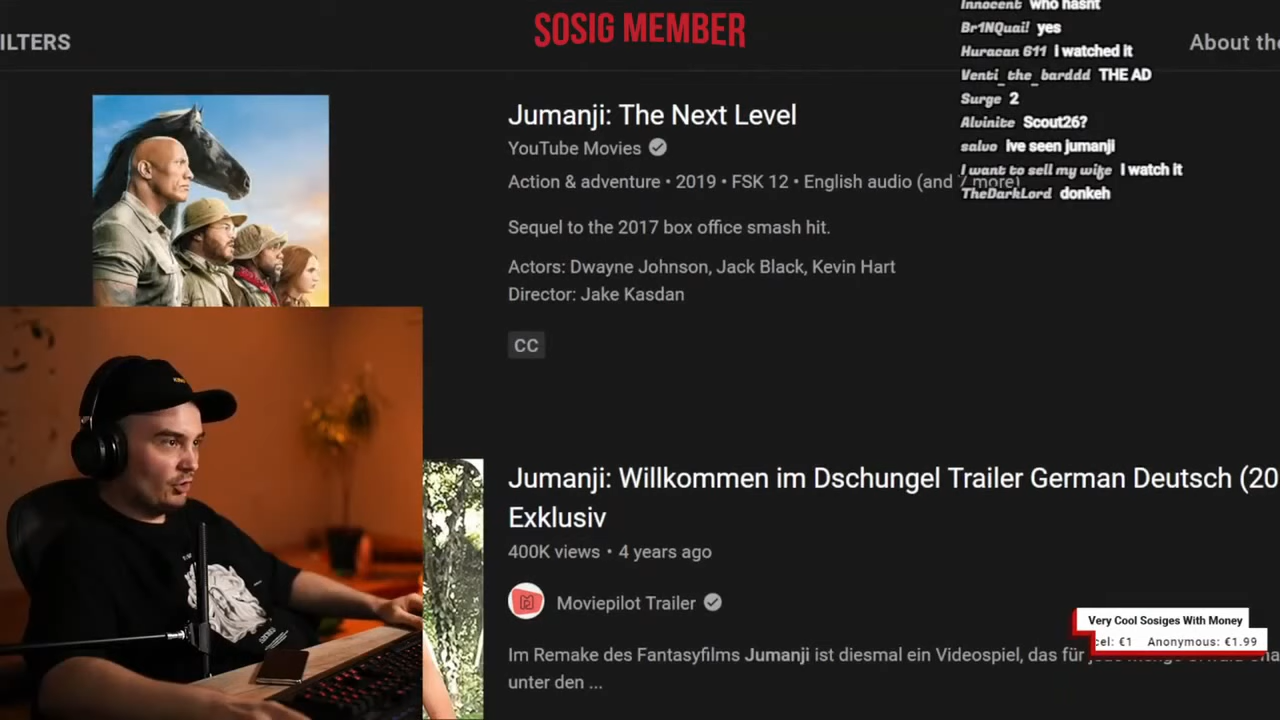 SOSIG MEMBER
ILTERS
About the
Innocent who hasnt
Br1NQuai! yes
Huracan 611 I watched it
Venti_the_barddd THE AD
Surge 2
Alvinite Scout26?
salvo ive seen jumanji
I want to sell my wife I watch it
TheDarkLord donkeh
Jumanji: The Next Level
YouTube Movies
Action & adventure • 2019 • FSK 12 • English audio (and 7 more)
Sequel to the 2017 box office smash hit.
Actors: Dwayne Johnson, Jack Black, Kevin Hart
Director: Jake Kasdan
CC
Jumanji: Willkommen im Dschungel Trailer German Deutsch (20
Exklusiv
400K views • 4 years ago
Moviepilot Trailer
Very Cool Sosiges With Money
cel: €1 Anonymous: €1.99
Im Remake des Fantasyfilms Jumanji ist diesmal ein Videospiel, das für
unter den ...